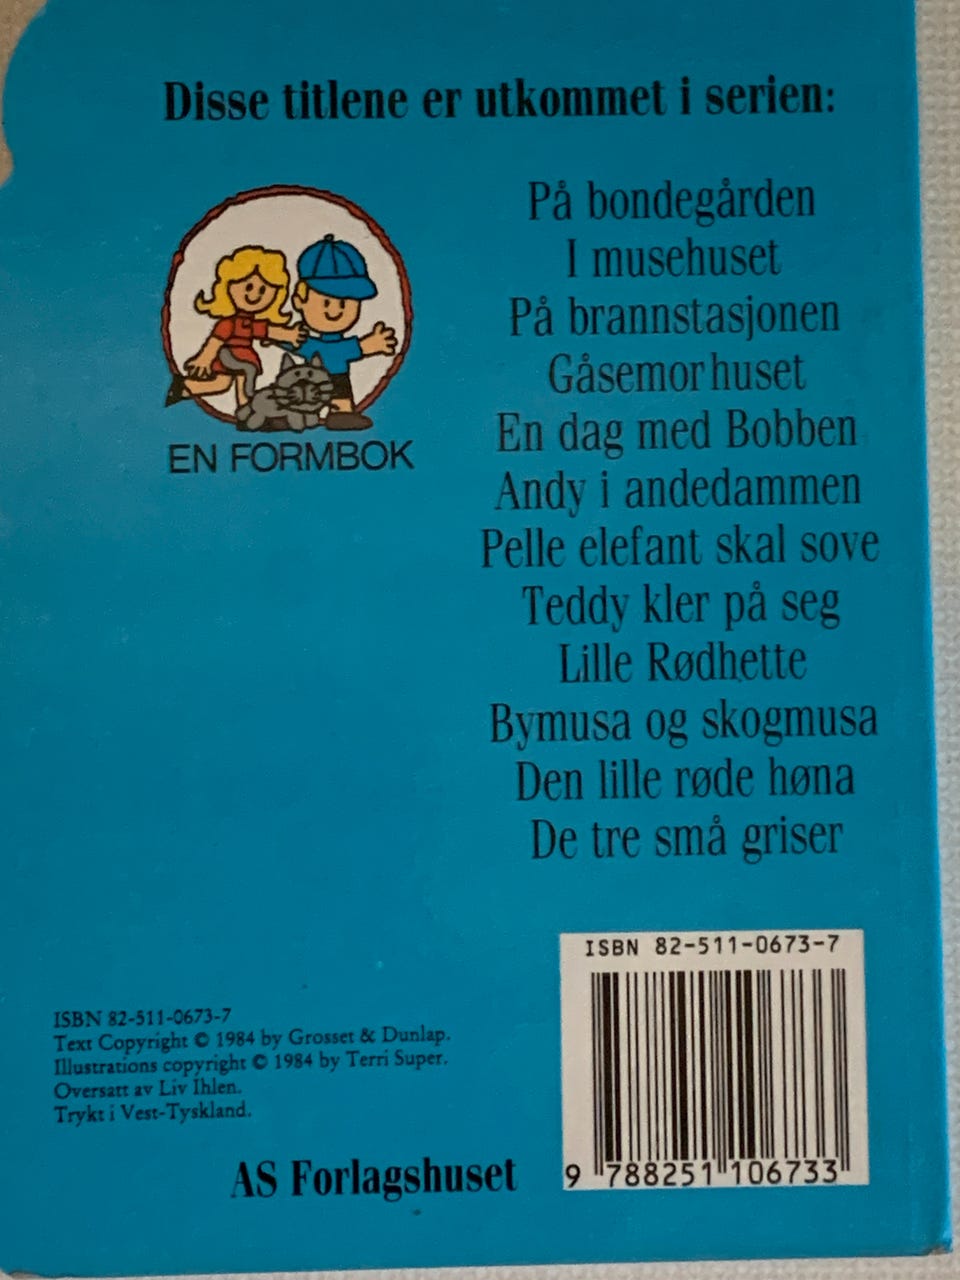 Disse titlene er utkommet i serien:
På bondegården
I musehuset
På brannstasjonen
Gåsemorhuset
En dag med Bobben
Andy i andedammen
Pelle elefant skal sove
Teddy kler på seg
Lille Rødhette
Bymusa og skogmusa
Den lille røde høna
De tre små griser
EN FORMBOK
ISBN 82-511-0673-7
Text Copyright © 1984 by Grosset & Dunlap.
Illustrations copyright © 1984 by Terri Super.
Oversatt av Liv Ihlen.
Trykt i Vest-Tyskland.
AS Forlagshuset
ISBN 82-511-0673-7
9 788251 106733